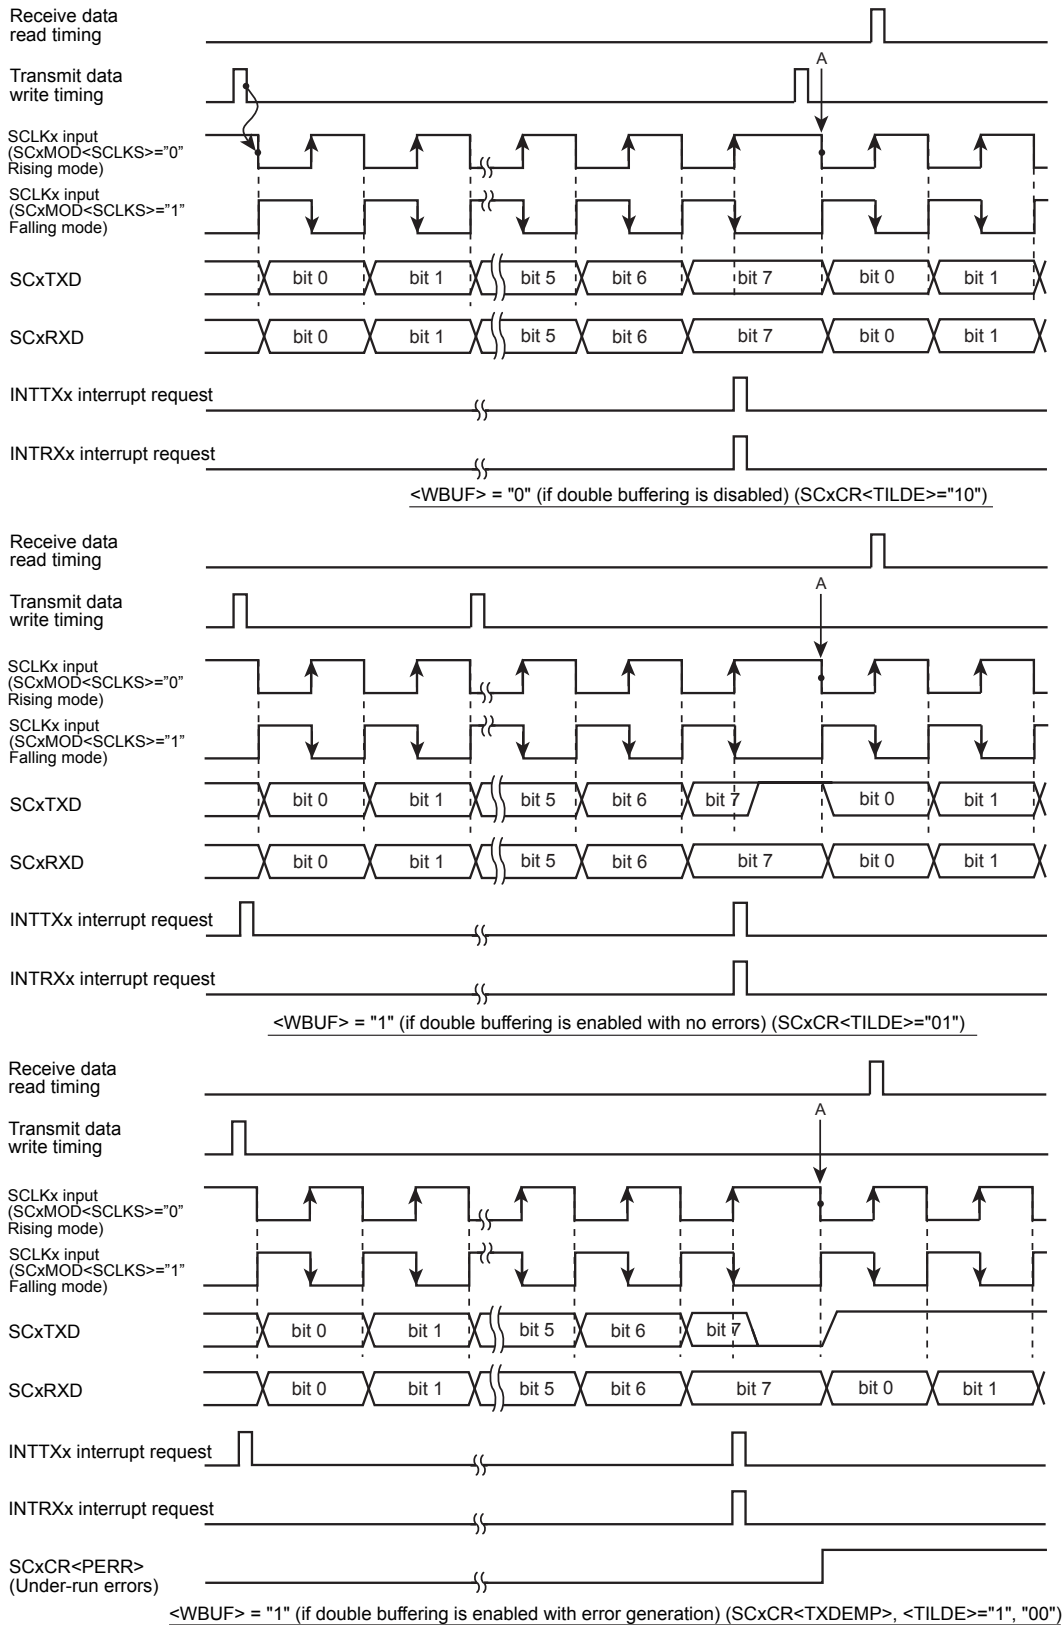 Receive data
read timing
A
Transmit data
write timing
SCLKx input
(SCxMOD<SCLKS>="0"
Rising mode)
SCLKx input
(SCxMOD<SCLKS>="1"
Falling mode)
SCxTXD
bit 0 bit 1 bit 5 bit 6 bit 7 bit 0 bit 1
SCxRXD
bit 0 bit 1 bit 5 bit 6 bit 7 bit 0 bit 1
INTTXx interrupt request
INTRXx interrupt request
<WBUF> = "0" (if double buffering is disabled) (SCxCR<TILDE>="10")
Receive data
read timing
A
Transmit data
write timing
SCLKx input
(SCxMOD<SCLKS>="0"
Rising mode)
SCLKx input
(SCxMOD<SCLKS>="1"
Falling mode)
SCxTXD
bit 0 bit 1 bit 5 bit 6 bit 7 bit 0 bit 1
SCxRXD
bit 0 bit 1 bit 5 bit 6 bit 7 bit 0 bit 1
INTTXx interrupt request
INTRXx interrupt request
<WBUF> = "1" (if double buffering is enabled with no errors) (SCxCR<TILDE>="01")
Receive data
read timing
A
Transmit data
write timing
SCLKx input
(SCxMOD<SCLKS>="0"
Rising mode)
SCLKx input
(SCxMOD<SCLKS>="1"
Falling mode)
SCxTXD
bit 0 bit 1 bit 5 bit 6 bit 7
SCxRXD
bit 0 bit 1 bit 5 bit 6 bit 7 bit 0 bit 1
INTTXx interrupt request
INTRXx interrupt request
SCxCR<PERR>
(Under-run errors)
<WBUF> = "1" (if double buffering is enabled with error generation) (SCxCR<TXDEMP>, <TILDE>="1", "00")